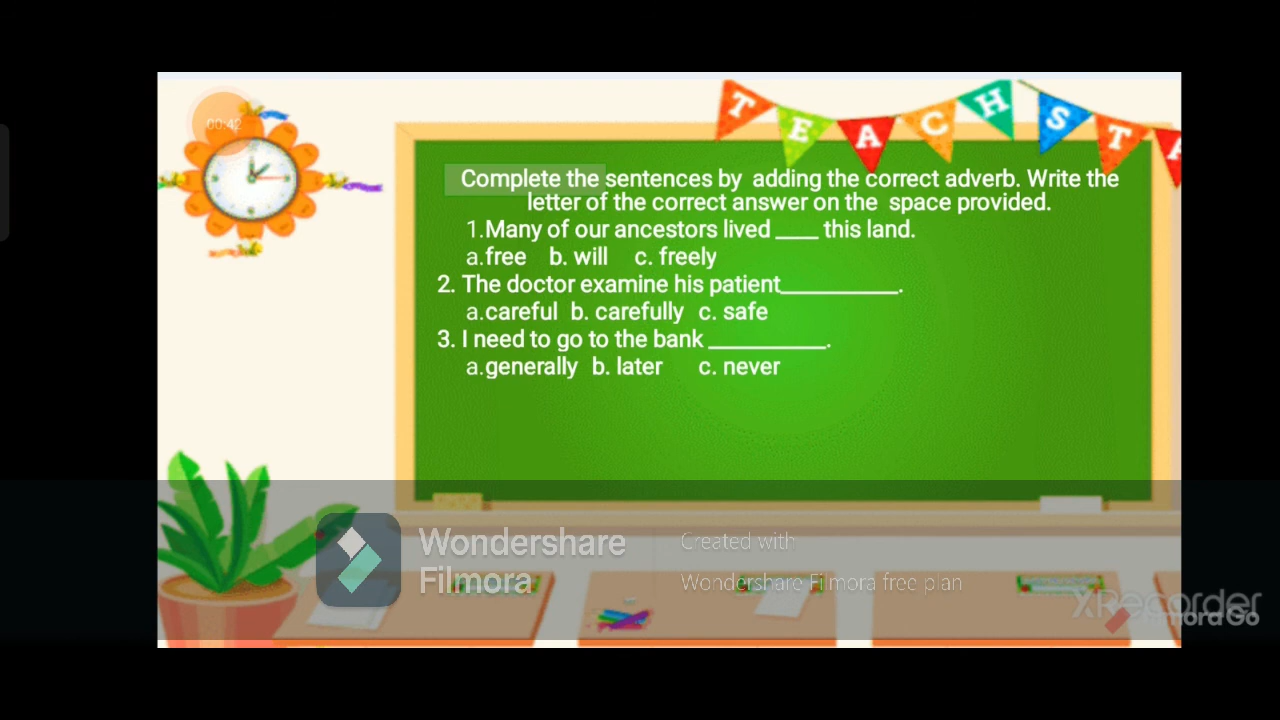 00:42
T E A C H S T
Complete the sentences by adding the correct adverb. Write the
letter of the correct answer on the space provided.
1.Many of our ancestors lived ____ this land.
a.free b. will c. freely
2. The doctor examine his patient__________.
a.careful b. carefully c. safe
3. I need to go to the bank __________.
a.generally b. later c. never
Wondershare
Filmora
Created with
Wondershare Filmora free plan
XRecorder